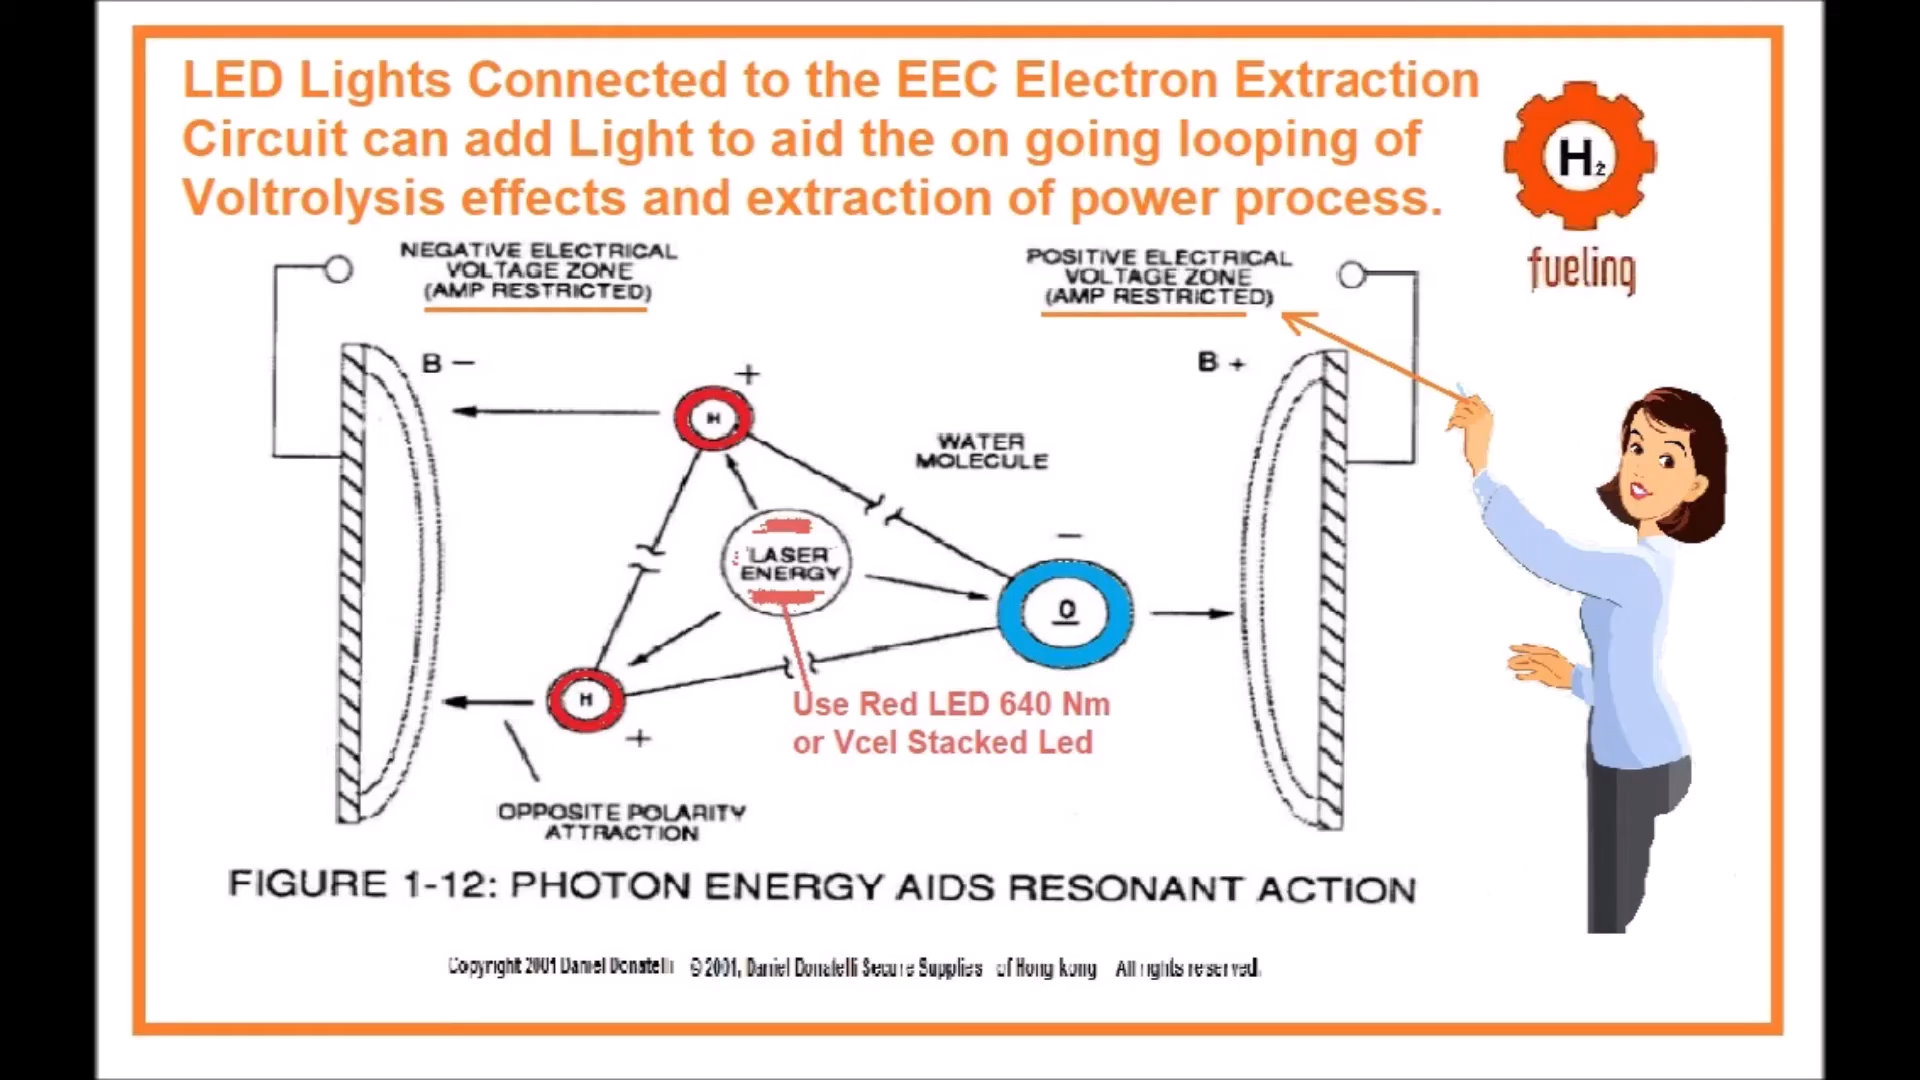 LED Lights Connected to the EEC Electron Extraction
Circuit can add Light to aid the on going looping of
Voltrolysis effects and extraction of power process.
H2
fueling
NEGATIVE ELECTRICAL
VOLTAGE ZONE
(AMP RESTRICTED)
POSITIVE ELECTRICAL
VOLTAGE ZONE
(AMP RESTRICTED)
B −
B +
+
H
WATER
MOLECULE
LASER
ENERGY
−
O
H
+
Use Red LED 640 Nm
or Vcel Stacked Led
OPPOSITE POLARITY
ATTRACTION
FIGURE 1-12: PHOTON ENERGY AIDS RESONANT ACTION
Copyright 2001 Daniel Donatelli © 2001, Daniel Donatelli Secure Supplies of Hong kong All rights reserved.